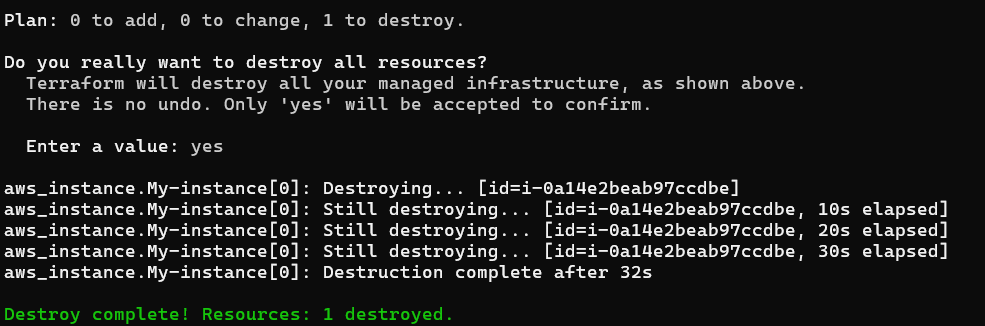 Plan: 0 to add, 0 to change, 1 to destroy.
Do you really want to destroy all resources?
Terraform will destroy all your managed infrastructure, as shown above.
There is no undo. Only 'yes' will be accepted to confirm.
Enter a value: yes
aws_instance.My-instance[0]: Destroying... [id=i-0a14e2beab97ccdbe]
aws_instance.My-instance[0]: Still destroying... [id=i-0a14e2beab97ccdbe, 10s elapsed]
aws_instance.My-instance[0]: Still destroying... [id=i-0a14e2beab97ccdbe, 20s elapsed]
aws_instance.My-instance[0]: Still destroying... [id=i-0a14e2beab97ccdbe, 30s elapsed]
aws_instance.My-instance[0]: Destruction complete after 32s
Destroy complete! Resources: 1 destroyed.